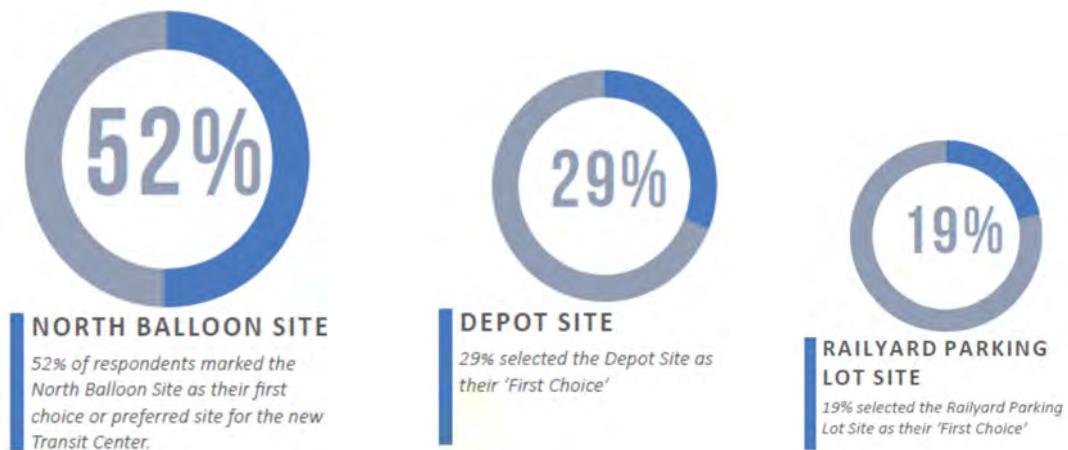 52%
NORTH BALLOON SITE
52% of respondents marked the
North Balloon Site as their first
choice or preferred site for the new
Transit Center.
29%
DEPOT SITE
29% selected the Depot Site as
their 'First Choice'
19%
RAILYARD PARKING
LOT SITE
19% selected the Railyard Parking
Lot Site as their 'First Choice'